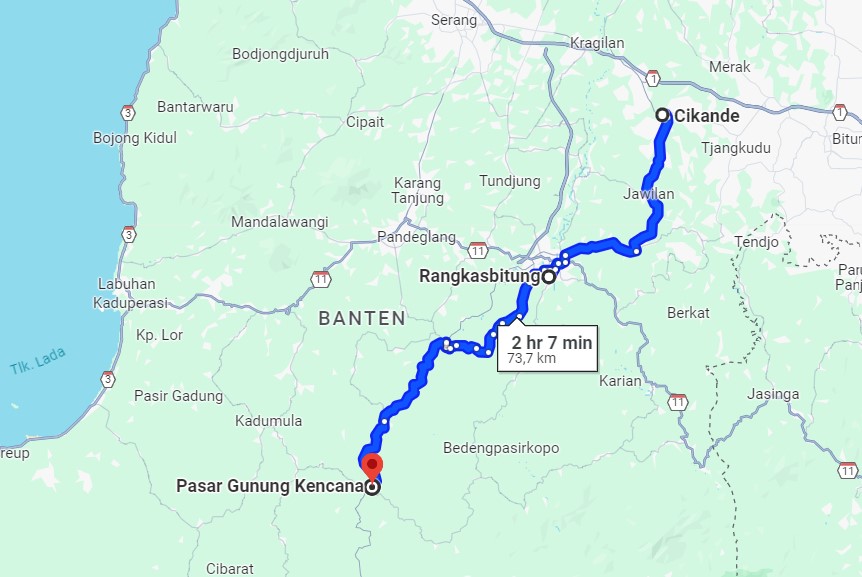 Serang
Kragilan
Bodjongdjuruh
1
Merak
3
Bantarwaru
1
Cikande
Cipait
Bojong Kidul
Tjangkudu
Bitun
Karang
Tanjung
Tundjung
Jawilan
Mandalawangi
3
Pandeglang
11
Tendjo
11
Rangkasbitung
Paru
Panj
Labuhan
Kaduperasi
BANTEN
Berkat
Kp. Lor
2 hr 7 min
73,7 km
Tlk. Lada
3
Karian
Pasir Gadung
11
Jasinga
Kadumula
reup
Bedengpasirkopo
11
Pasar Gunung Kencana
Cibarat